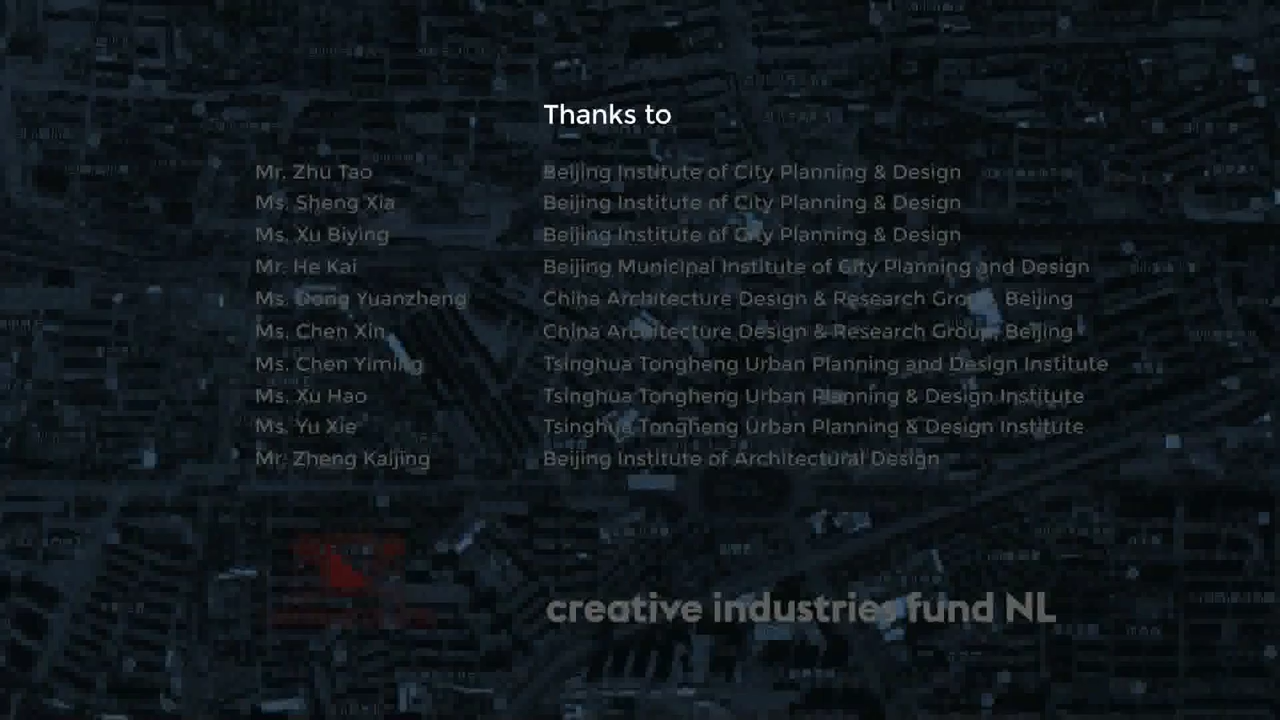 Thanks to
Mr. Zhu Tao Beijing Institute of City Planning & Design
Ms. Sheng Xia Beijing Institute of City Planning & Design
Ms. Xu Biying Beijing Institute of City Planning & Design
Mr. He Kai Beijing Municipal Institute of City Planning and Design
Ms. Dong Yuanzheng China Architecture Design & Research Group, Beijing
Ms. Chen Xin China Architecture Design & Research Group, Beijing
Ms. Chen Yiming Tsinghua Tongheng Urban Planning and Design Institute
Ms. Xu Hao Tsinghua Tongheng Urban Planning & Design Institute
Ms. Yu Xie Tsinghua Tongheng Urban Planning & Design Institute
Mr. Zheng Kaijing Beijing Institute of Architectural Design
creative industries fund NL